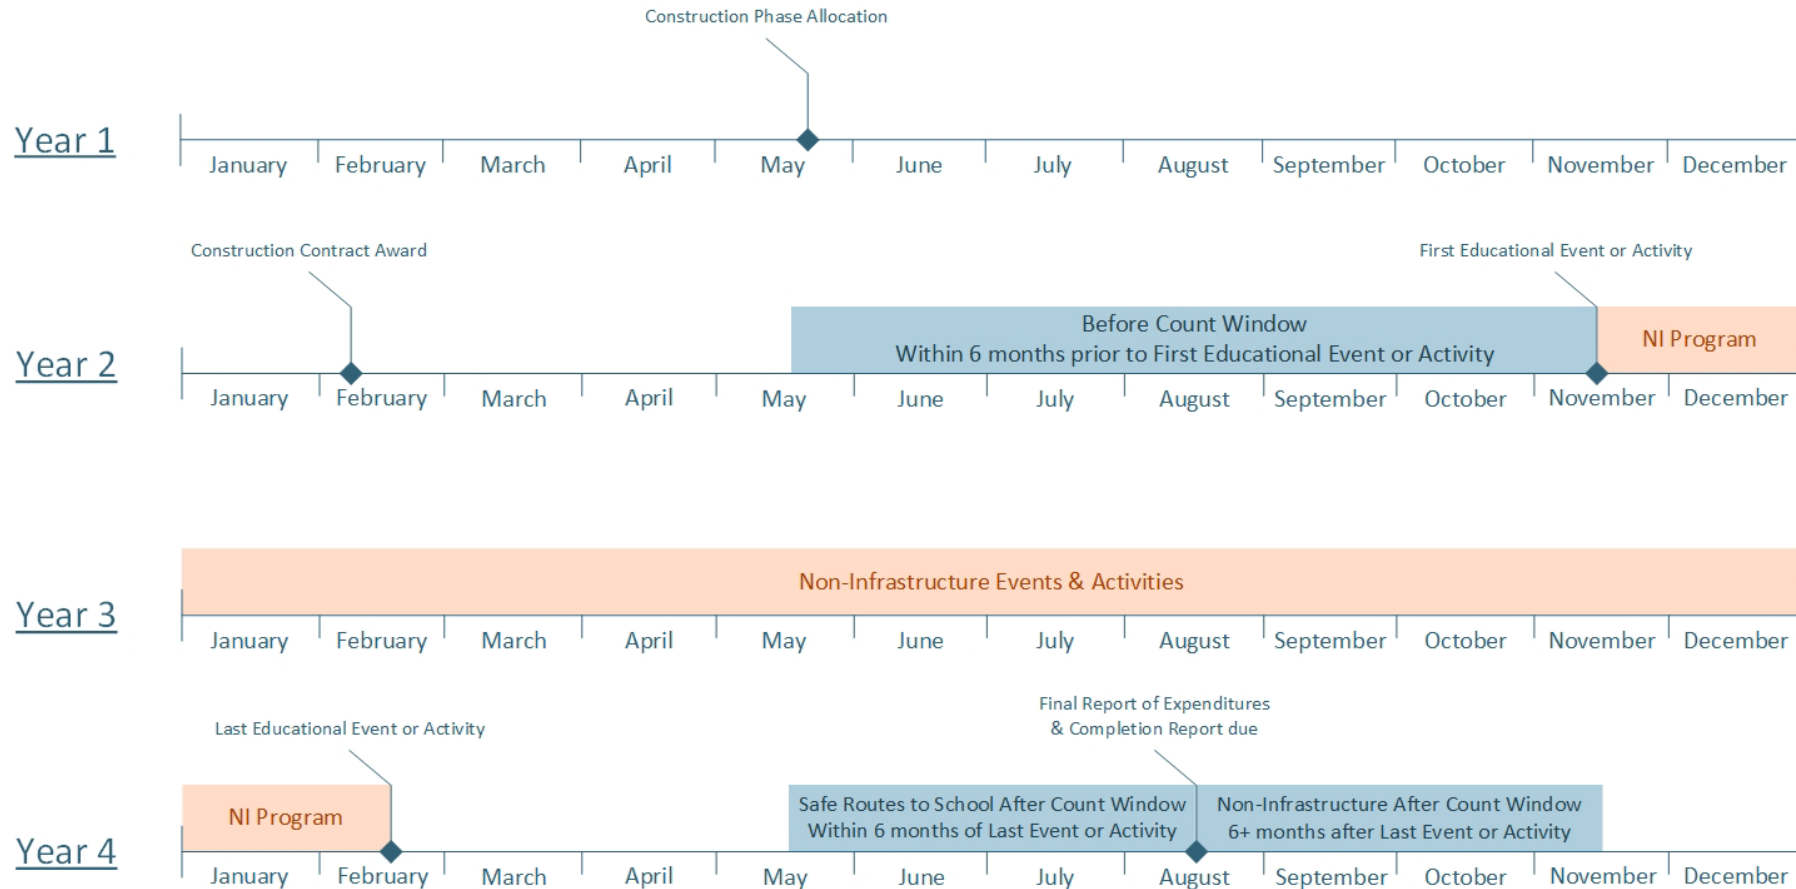 Construction Phase Allocation
Year 1
January February March April May June July August September October November December
Construction Contract Award
First Educational Event or Activity
Before Count Window
Within 6 months prior to First Educational Event or Activity
NI Program
Year 2
January February March April May June July August September October November December
Non-Infrastructure Events & Activities
Year 3
January February March April May June July August September October November December
Last Educational Event or Activity
Final Report of Expenditures
& Completion Report due
NI Program
Safe Routes to School After Count Window
Within 6 months of Last Event or Activity
Non-Infrastructure After Count Window
6+ months after Last Event or Activity
Year 4
January February March April May June July August September October November December